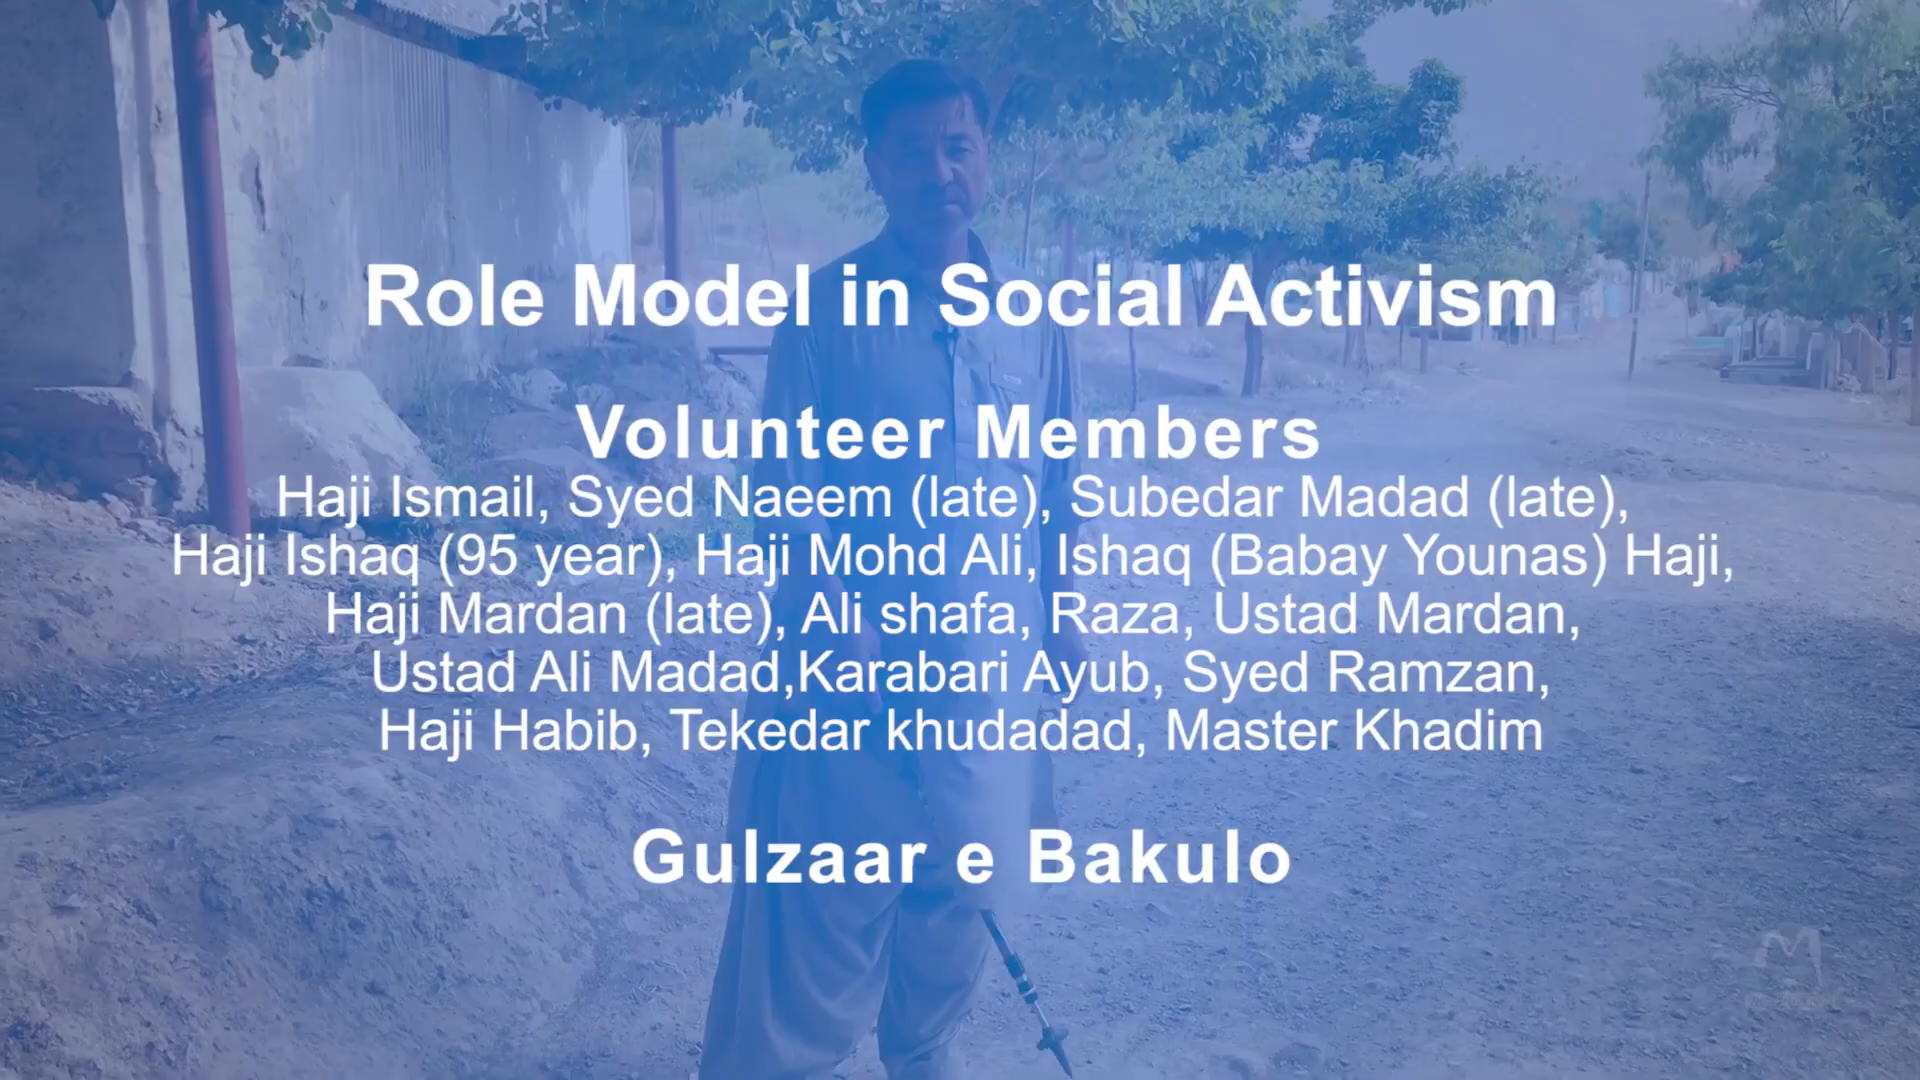 Role Model in Social Activism
Volunteer Members
Haji Ismail, Syed Naeem (late), Subedar Madad (late),
Haji Ishaq (95 year), Haji Mohd Ali, Ishaq (Babay Younas) Haji,
Haji Mardan (late), Ali shafa, Raza, Ustad Mardan,
Ustad Ali Madad,Karabari Ayub, Syed Ramzan,
Haji Habib, Tekedar khudadad, Master Khadim
Gulzaar e Bakulo